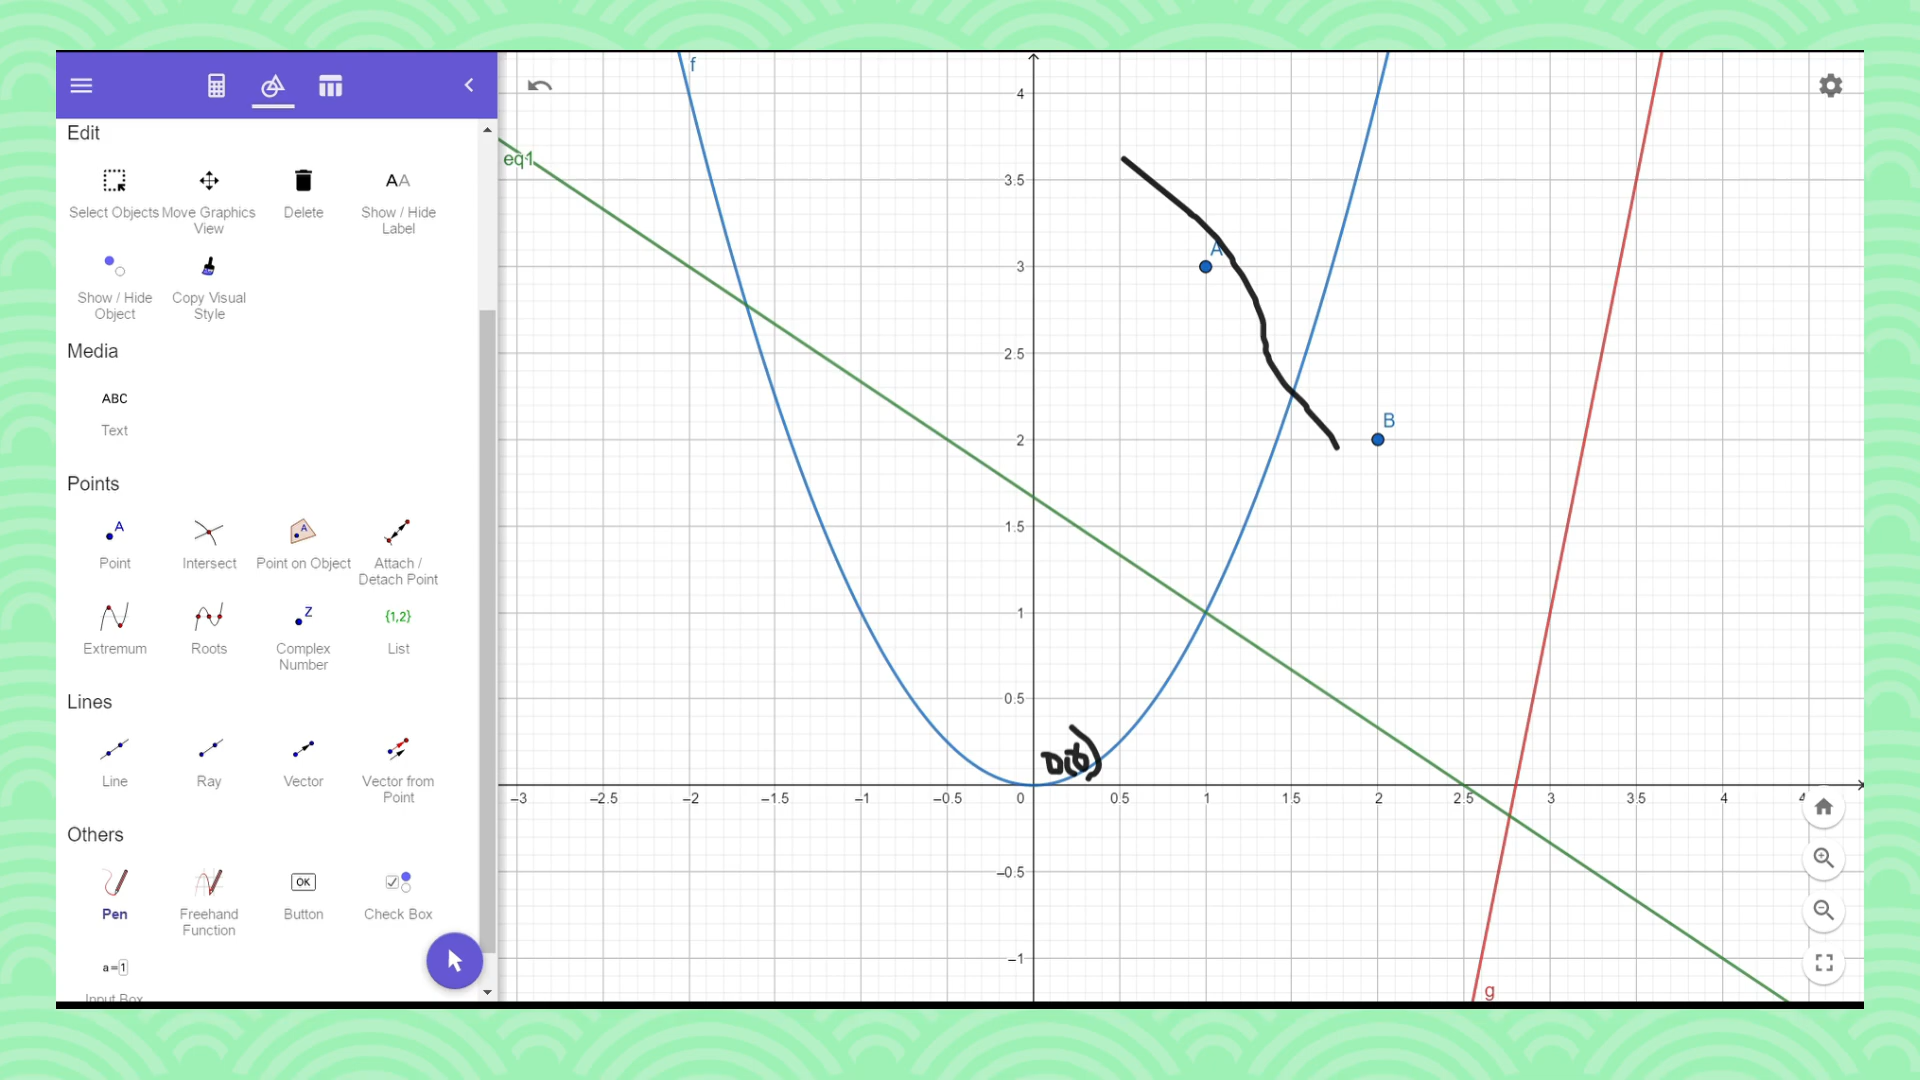 Edit
Select Objects
Move Graphics View
Delete
AA
Show / Hide Label
Show / Hide Object
Copy Visual Style
Media
ABC
Text
Points
A
Point
Intersect
A
Point on Object
Attach / Detach Point
Extremum
Roots
Z
Complex Number
{1,2}
List
Lines
Line
Ray
Vector
Vector from Point
Others
Pen
Freehand Function
OK
Button
Check Box
a=1
Input Box
f
eq1
A
B
g
4
3.5
3
2.5
2
1.5
1
0.5
−0.5
−1
−3 −2.5 −2 −1.5 −1 −0.5 0 0.5 1 1.5 2 2.5 3 3.5 4